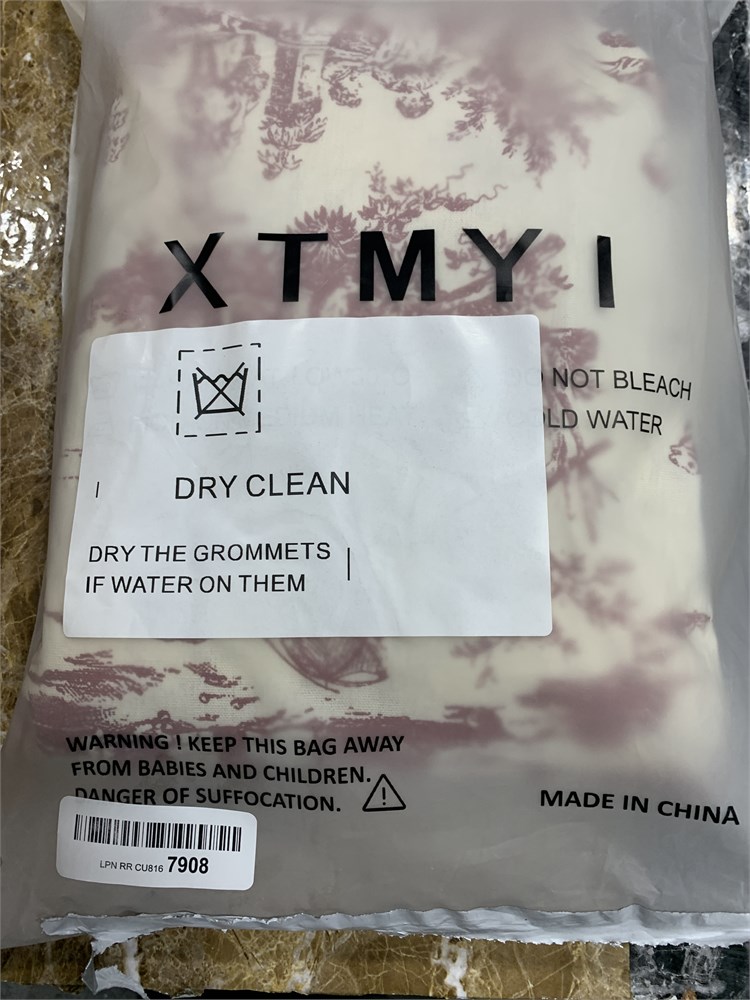 XTMYI
NOT BLEACH
WATER
DRY CLEAN
DRY THE GROMMETS
IF WATER ON THEM
WARNING ! KEEP THIS BAG AWAY
FROM BABIES AND CHILDREN.
DANGER OF SUFFOCATION.
MADE IN CHINA
LPN RR CU816 7908